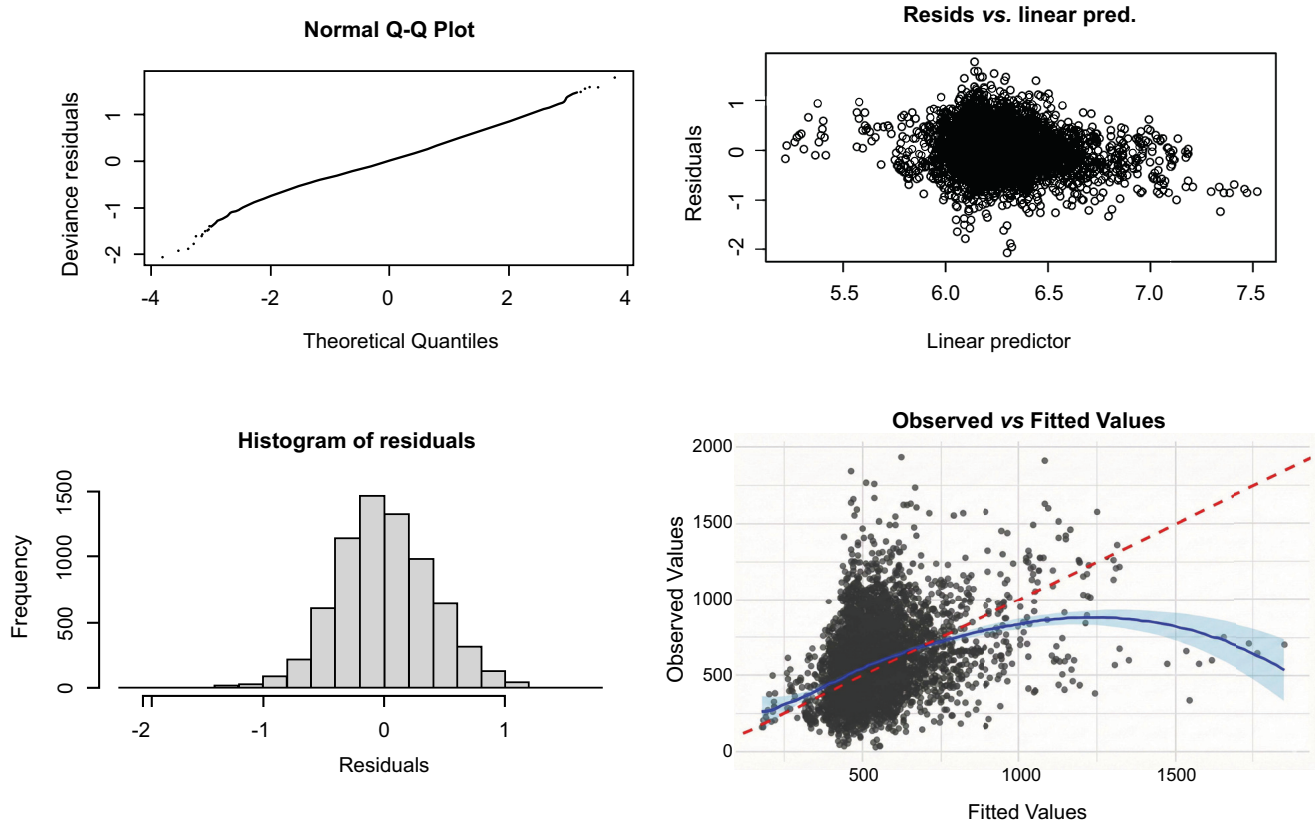 Normal Q-Q Plot
Deviance residuals
1
0
-1
-2
-4
-2
0
2
4
Theoretical Quantiles
Resids vs. linear pred.
Residuals
1
0
-1
-2
5.5
6.0
6.5
7.0
7.5
Linear predictor
Histogram of residuals
Frequency
1500
1000
500
0
-2
-1
0
1
Residuals
Observed vs Fitted Values
Observed Values
2000
1500
1000
500
0
500
1000
1500
Fitted Values